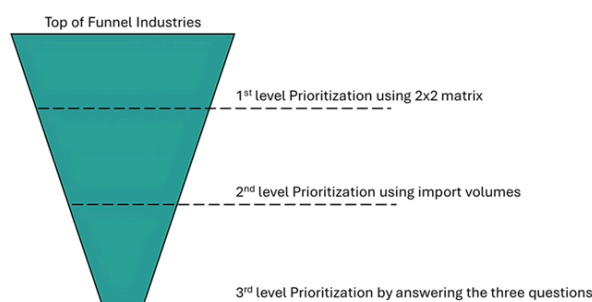 Top of Funnel Industries
1st level Prioritization using 2x2 matrix
2nd level Prioritization using import volumes
3rd level Prioritization by answering the three questions